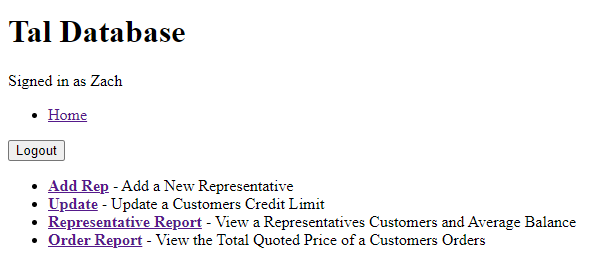 Tal Database
Signed in as Zach
Home
Logout
Add Rep - Add a New Representative
Update - Update a Customers Credit Limit
Representative Report - View a Representatives Customers and Average Balance
Order Report - View the Total Quoted Price of a Customers Orders